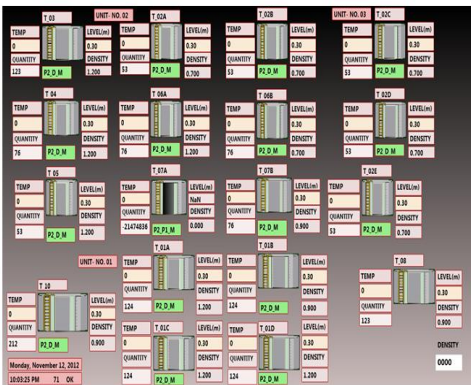 T_03
UNIT- NO. 02
T_02A
T_02B
UNIT- NO. 03
T_02C
TEMP
0
QUANTITY
123
P2_D_M
LEVEL(m)
0.30
DENSITY
1.200
TEMP
0
QUANTITY
53
P2_D_M
LEVEL(m)
0.30
DENSITY
0.700
TEMP
0
QUANTITY
53
P2_D_M
LEVEL(m)
0.30
DENSITY
0.700
TEMP
0
QUANTITY
53
P2_D_M
LEVEL(m)
0.30
DENSITY
0.700
T 04
TEMP
0
QUANTITY
76
P2_D_M
LEVEL(m)
0.30
DENSITY
1.200
T 06A
TEMP
0
QUANTITY
76
P2_D_M
LEVEL(m)
0.30
DENSITY
1.200
T 06B
TEMP
0
QUANTITY
76
P2_D_M
LEVEL(m)
0.30
DENSITY
0.700
T 02D
TEMP
0
QUANTITY
53
P2_D_M
LEVEL(m)
0.30
DENSITY
0.700
T 05
TEMP
0
QUANTITY
53
P2_D_M
LEVEL(m)
0.30
DENSITY
1.200
T_07A
TEMP
0
QUANTITY
-21474836
P2_P1_M
LEVEL(m)
NaN
DENSITY
0.000
T_07B
TEMP
0
QUANTITY
76
P2_D_M
LEVEL(m)
0.30
DENSITY
0.900
T_02E
TEMP
0
QUANTITY
53
P2_D_M
LEVEL(m)
0.30
DENSITY
0.700
UNIT- NO. 01
T_01A
TEMP
0
QUANTITY
124
P2_D_M
LEVEL(m)
0.30
DENSITY
1.200
T_01B
TEMP
0
QUANTITY
124
P2_D_M
LEVEL(m)
0.30
DENSITY
0.900
T_08
TEMP
0
QUANTITY
123
LEVEL(m)
0.30
DENSITY
0.900
T 10
TEMP
0
QUANTITY
212
P2_D_M
LEVEL(m)
0.30
DENSITY
0.900
T_01C
TEMP
0
QUANTITY
124
P2_D_M
LEVEL(m)
0.30
DENSITY
1.200
T_01D
TEMP
0
QUANTITY
124
P2_D_M
LEVEL(m)
0.30
DENSITY
0.900
DENSITY
0000
Monday, November 12, 2012
10:03:25 PM 71 OK